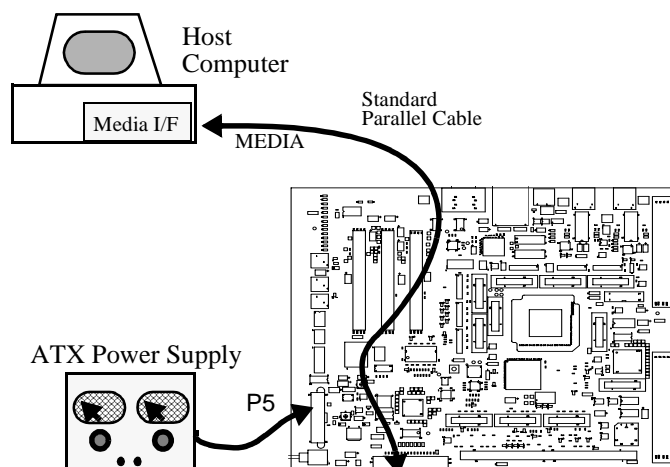 Host
Computer
Media I/F
Standard
Parallel Cable
MEDIA
ATX Power Supply
P5